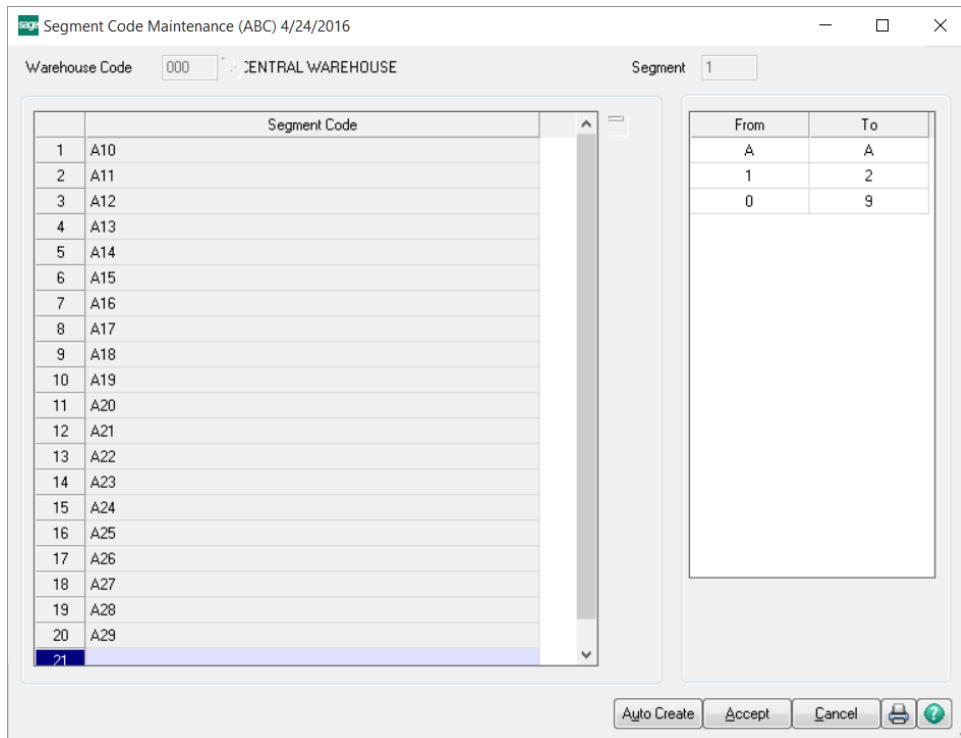 sage Segment Code Maintenance (ABC) 4/24/2016
Warehouse Code 000 CENTRAL WAREHOUSE Segment 1
Segment Code
1 A10
2 A11
3 A12
4 A13
5 A14
6 A15
7 A16
8 A17
9 A18
10 A19
11 A20
12 A21
13 A22
14 A23
15 A24
16 A25
17 A26
18 A27
19 A28
20 A29
21
From To
A A
1 2
0 9
Auto Create Accept Cancel ?